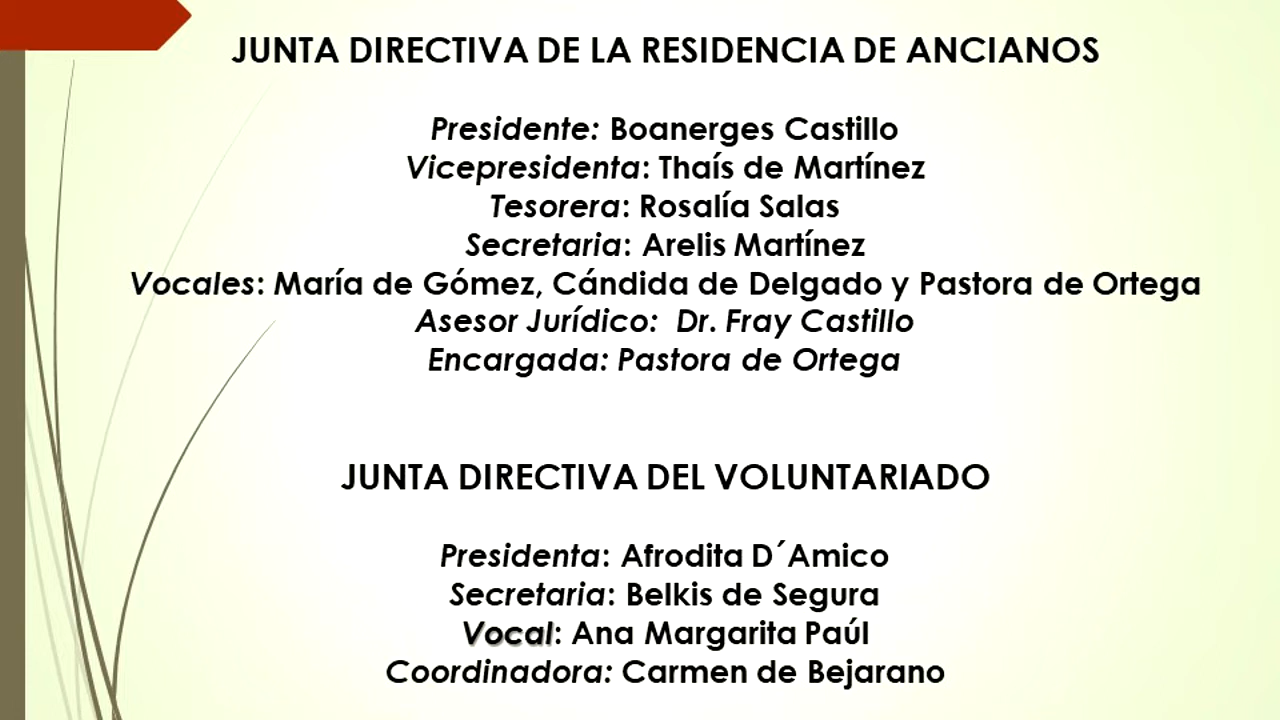 JUNTA DIRECTIVA DE LA RESIDENCIA DE ANCIANOS
Presidente: Boanerges Castillo
Vicepresidenta: Thaís de Martínez
Tesorera: Rosalía Salas
Secretaria: Arelis Martínez
Vocales: María de Gómez, Cándida de Delgado y Pastora de Ortega
Asesor Jurídico: Dr. Fray Castillo
Encargada: Pastora de Ortega
JUNTA DIRECTIVA DEL VOLUNTARIADO
Presidenta: Afrodita D´Amico
Secretaria: Belkis de Segura
Vocal: Ana Margarita Paúl
Coordinadora: Carmen de Bejarano